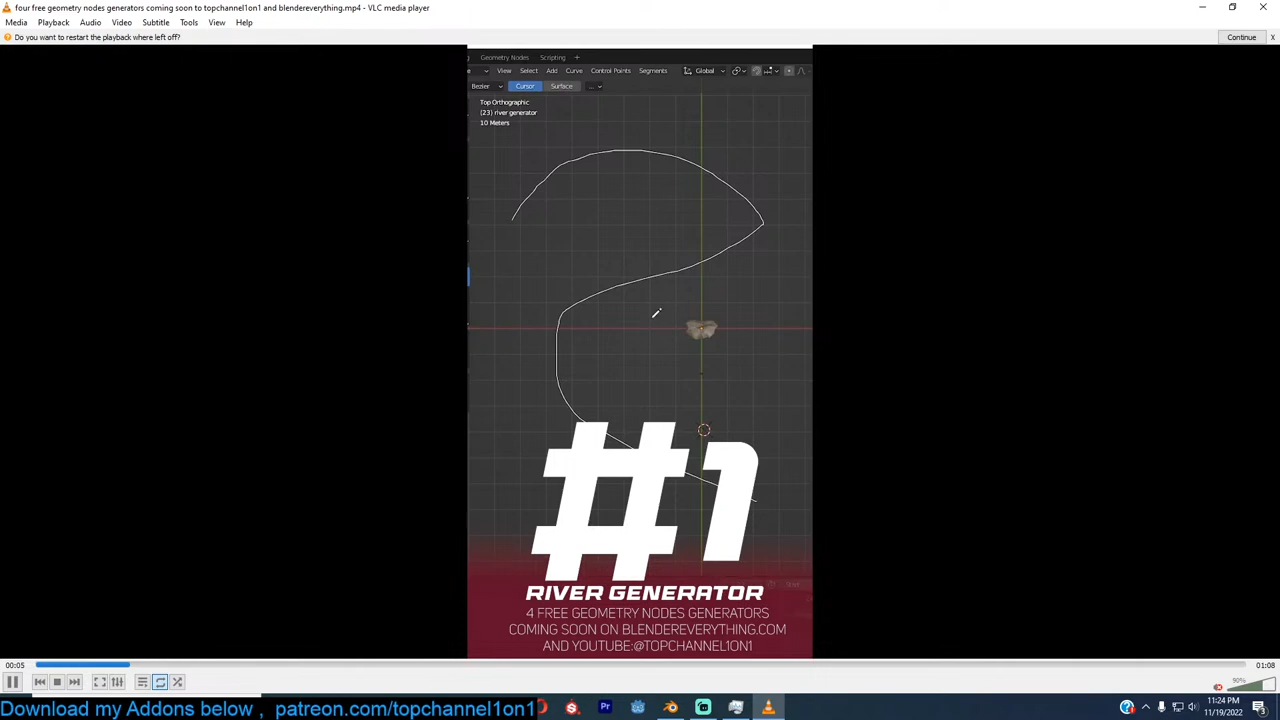 four free geometry nodes generators coming soon to topchannel1on1 and blendereverything.mp4 - VLC media player
Media Playback Audio Video Subtitle Tools View Help
Do you want to restart the playback where left off? Continue x
Geometry Nodes Scripting +
View Select Add Curve Control Points Segments Global
Bezier Cursor Surface ...
Top Orthographic
(23) river generator
10 Meters
#1
RIVER GENERATOR
4 FREE GEOMETRY NODES GENERATORS
COMING SOON ON BLENDEREVERYTHING.COM
AND YOUTUBE:@TOPCHANNEL1ON1
00:05 01:08
90%
Download my Addons below , patreon.com/topchannel1on1
Pr
11:24 PM
11/19/2022